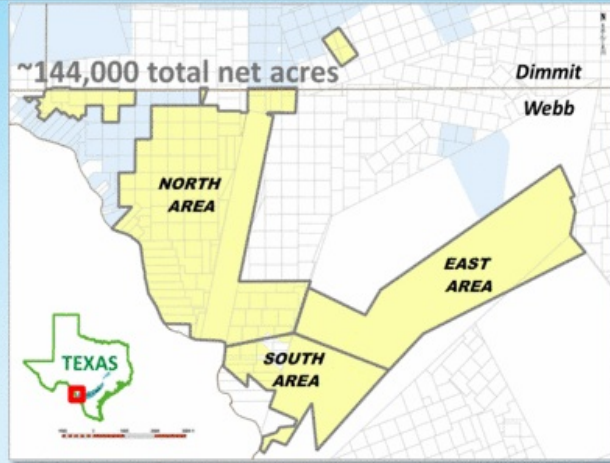 ~144,000 total net acres
Dimmit
Webb
NORTH
AREA
EAST
AREA
SOUTH
AREA
TEXAS